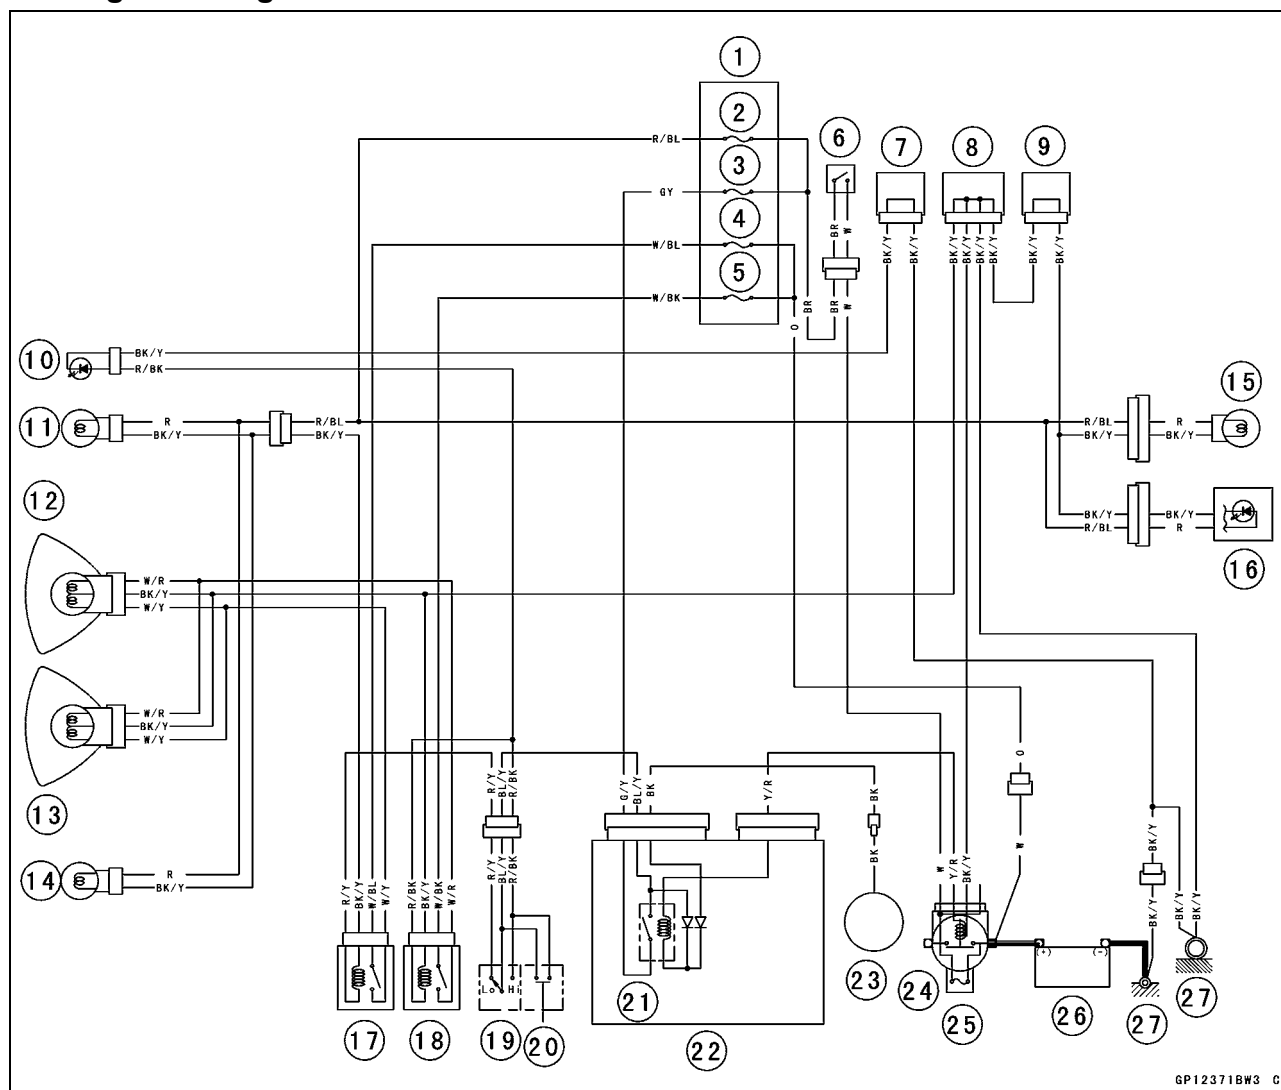 1
2
R/BL
6
7
8
9
3
GY
4
W/BL
5
W/BK
BR
W
BR
W
BR
O
BK/Y
BK/Y
BK/Y
BK/Y
BK/Y
BK/Y
BK/Y
BK/Y
10
BK/Y
R/BK
11
R
BK/Y
R/BL
BK/Y
R/BL
BK/Y
R
BK/Y
15
12
BK/Y
R/BL
BK/Y
R
16
W/R
BK/Y
W/Y
W/R
BK/Y
W/Y
13
14
R
BK/Y
R/Y
BL/Y
R/BK
R/Y
BL/Y
R/BK
G/Y
BL/Y
BK
Y/R
BK
BK
O
W
BK/Y
BK/Y
BK/Y
BK/Y
R/Y
BK/Y
W/BL
W/Y
R/BK
BK/Y
W/BK
W/R
W
Y/R
BK/Y
L
H
(+)
(-)
17
18
19
20
21
22
23
24
25
26
27
27
GP12371BW3 C